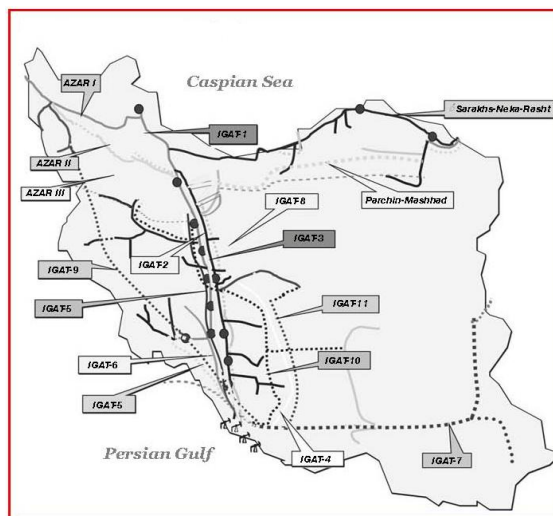 AZAR I
Caspian Sea
Sarakhs-Neka-Rasht
IGAT-1
AZAR II
AZAR III
Parchin-Mashhad
IGAT-8
IGAT-3
IGAT-2
IGAT-9
IGAT-11
IGAT-5
IGAT-6
IGAT-10
IGAT-5
Persian Gulf
IGAT-4
IGAT-7